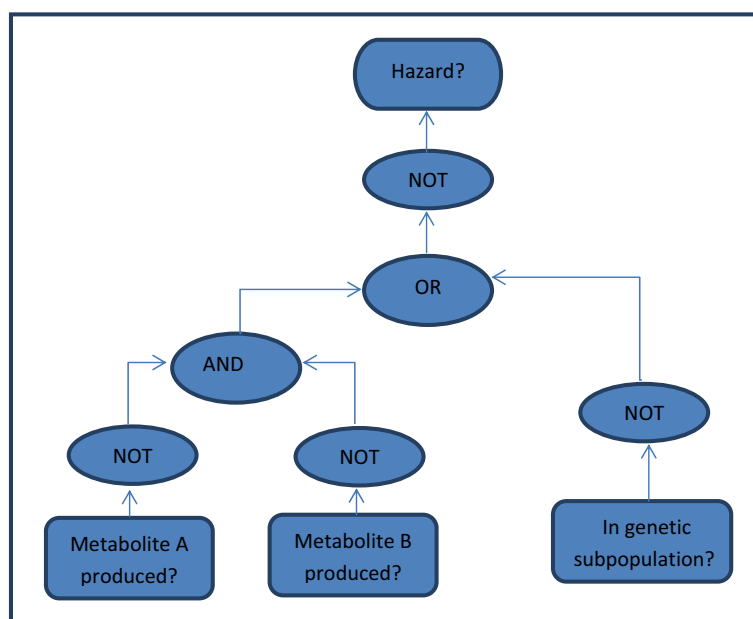 Hazard?
NOT
OR
AND
NOT
NOT
NOT
Metabolite A
produced?
Metabolite B
produced?
In genetic
subpopulation?